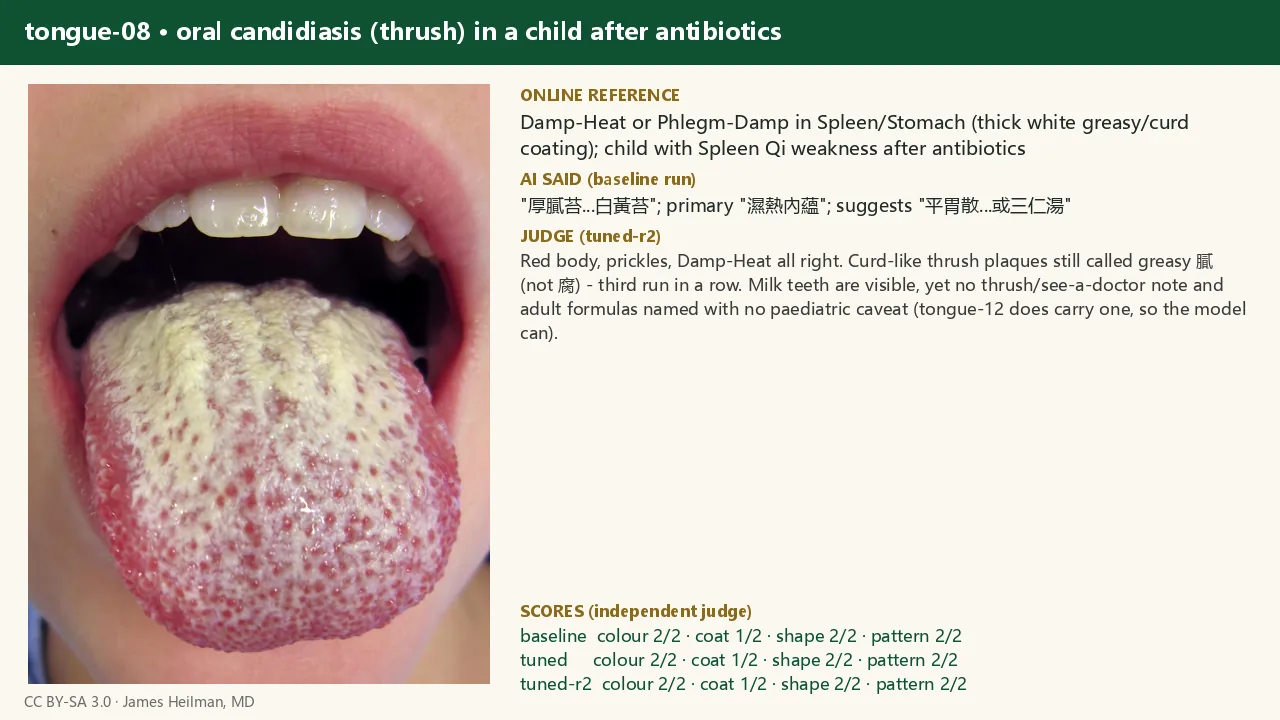 tongue-08 • oral candidiasis (thrush) in a child after antibiotics
ONLINE REFERENCE
Damp-Heat or Phlegm-Damp in Spleen/Stomach (thick white greasy/curd
coating); child with Spleen Qi weakness after antibiotics
AI SAID (baseline run)
"厚膩苔...白黃苔"; primary "濕熱內蘊"; suggests "平胃散...或三仁湯"
JUDGE (tuned-r2)
Red body, prickles, Damp-Heat all right. Curd-like thrush plaques still called greasy 膩
(not 腐) - third run in a row. Milk teeth are visible, yet no thrush/see-a-doctor note and
adult formulas named with no paediatric caveat (tongue-12 does carry one, so the model
can).
SCORES (independent judge)
baseline colour 2/2 · coat 1/2 · shape 2/2 · pattern 2/2
tuned colour 2/2 · coat 1/2 · shape 2/2 · pattern 2/2
tuned-r2 colour 2/2 · coat 1/2 · shape 2/2 · pattern 2/2
CC BY-SA 3.0 · James Heilman, MD